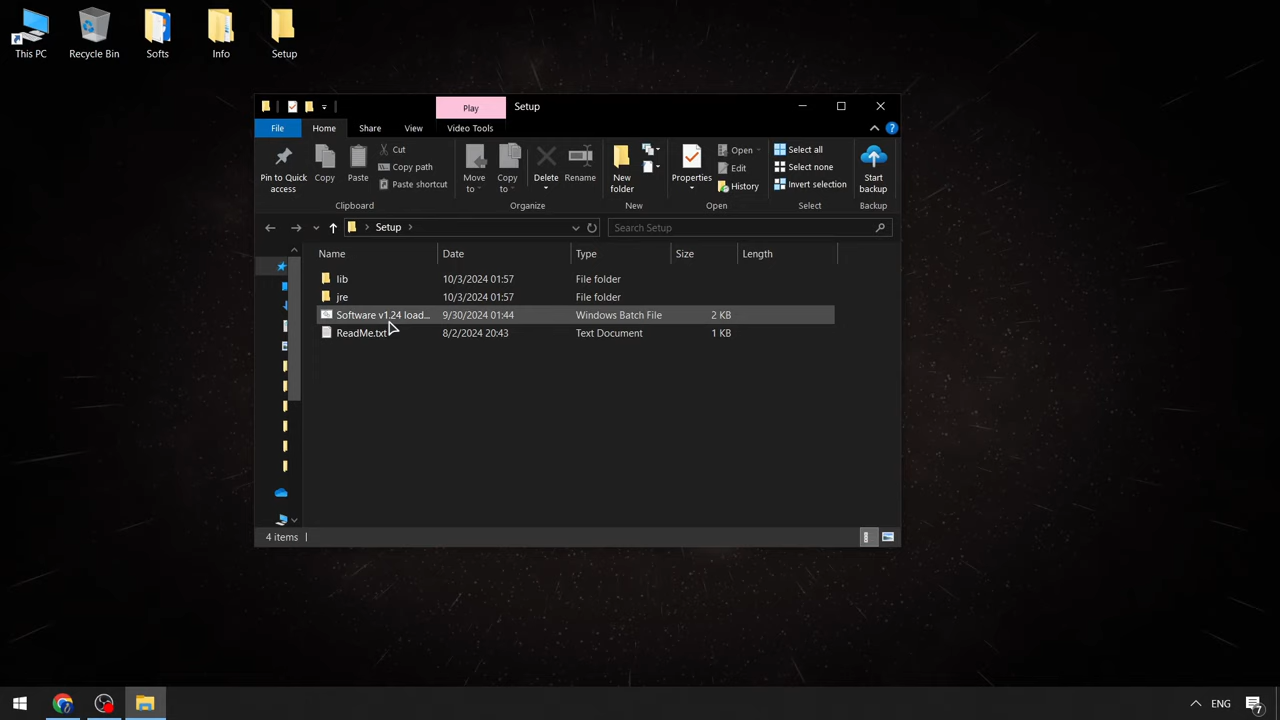 This PC
Recycle Bin
Softs
Info
Setup
Play
Setup
File
Home
Share
View
Video Tools
Pin to Quick access
Copy
Paste
Cut
Copy path
Paste shortcut
Move to
Copy to
Delete
Rename
New folder
Properties
Open
Edit
History
Select all
Select none
Invert selection
Start backup
Clipboard
Organize
New
Open
Select
Backup
Setup
Search Setup
Name Date Type Size Length
lib 10/3/2024 01:57 File folder
jre 10/3/2024 01:57 File folder
Software v1.24 load... 9/30/2024 01:44 Windows Batch File 2 KB
ReadMe.txt 8/2/2024 20:43 Text Document 1 KB
4 items
ENG
7